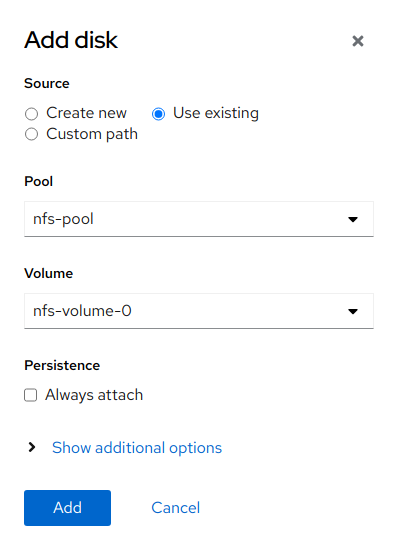 Add disk
Source
Create new Use existing
Custom path
Pool
nfs-pool
Volume
nfs-volume-0
Persistence
Always attach
Show additional options
Add Cancel